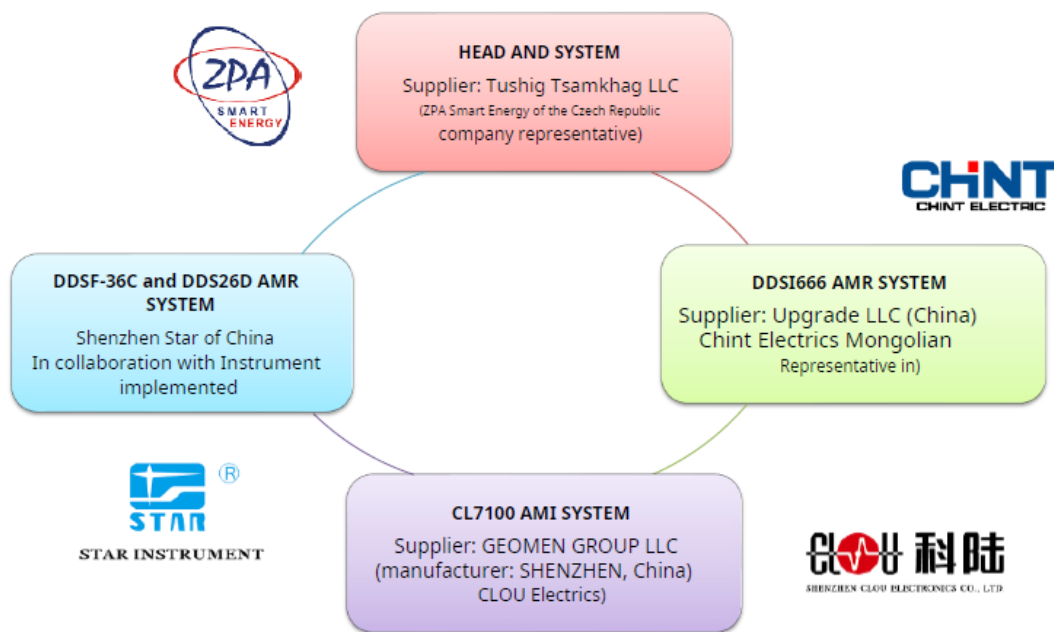 ZPA
SMART
ENERGY
HEAD AND SYSTEM
Supplier: Tushig Tsamkhag LLC
(ZPA Smart Energy of the Czech Republic
company representative)
CHINT
CHINT ELECTRIC
DDSF-36C and DDS26D AMR
SYSTEM
Shenzhen Star of China
In collaboration with Instrument
implemented
DDSI666 AMR SYSTEM
Supplier: Upgrade LLC (China)
Chint Electrics Mongolian
Representative in)
®
STAR
STAR INSTRUMENT
CL7100 AMI SYSTEM
Supplier: GEOMEN GROUP LLC
(manufacturer: SHENZHEN, China)
CLOU Electrics)
CLOU 科陆
SHENZHEN CLOU ELECTRONICS CO., LTD